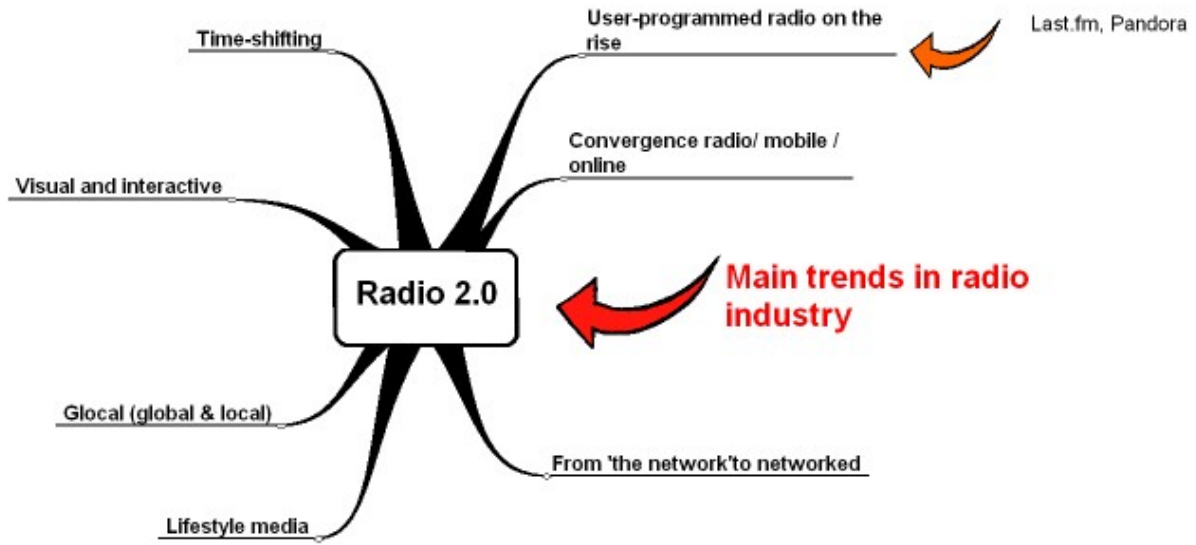 Time-shifting
User-programmed radio on the
rise
Last.fm, Pandora
Convergence radio/ mobile /
online
Visual and interactive
Radio 2.0
Main trends in radio
industry
Glocal (global & local)
From 'the network'to networked
Lifestyle media